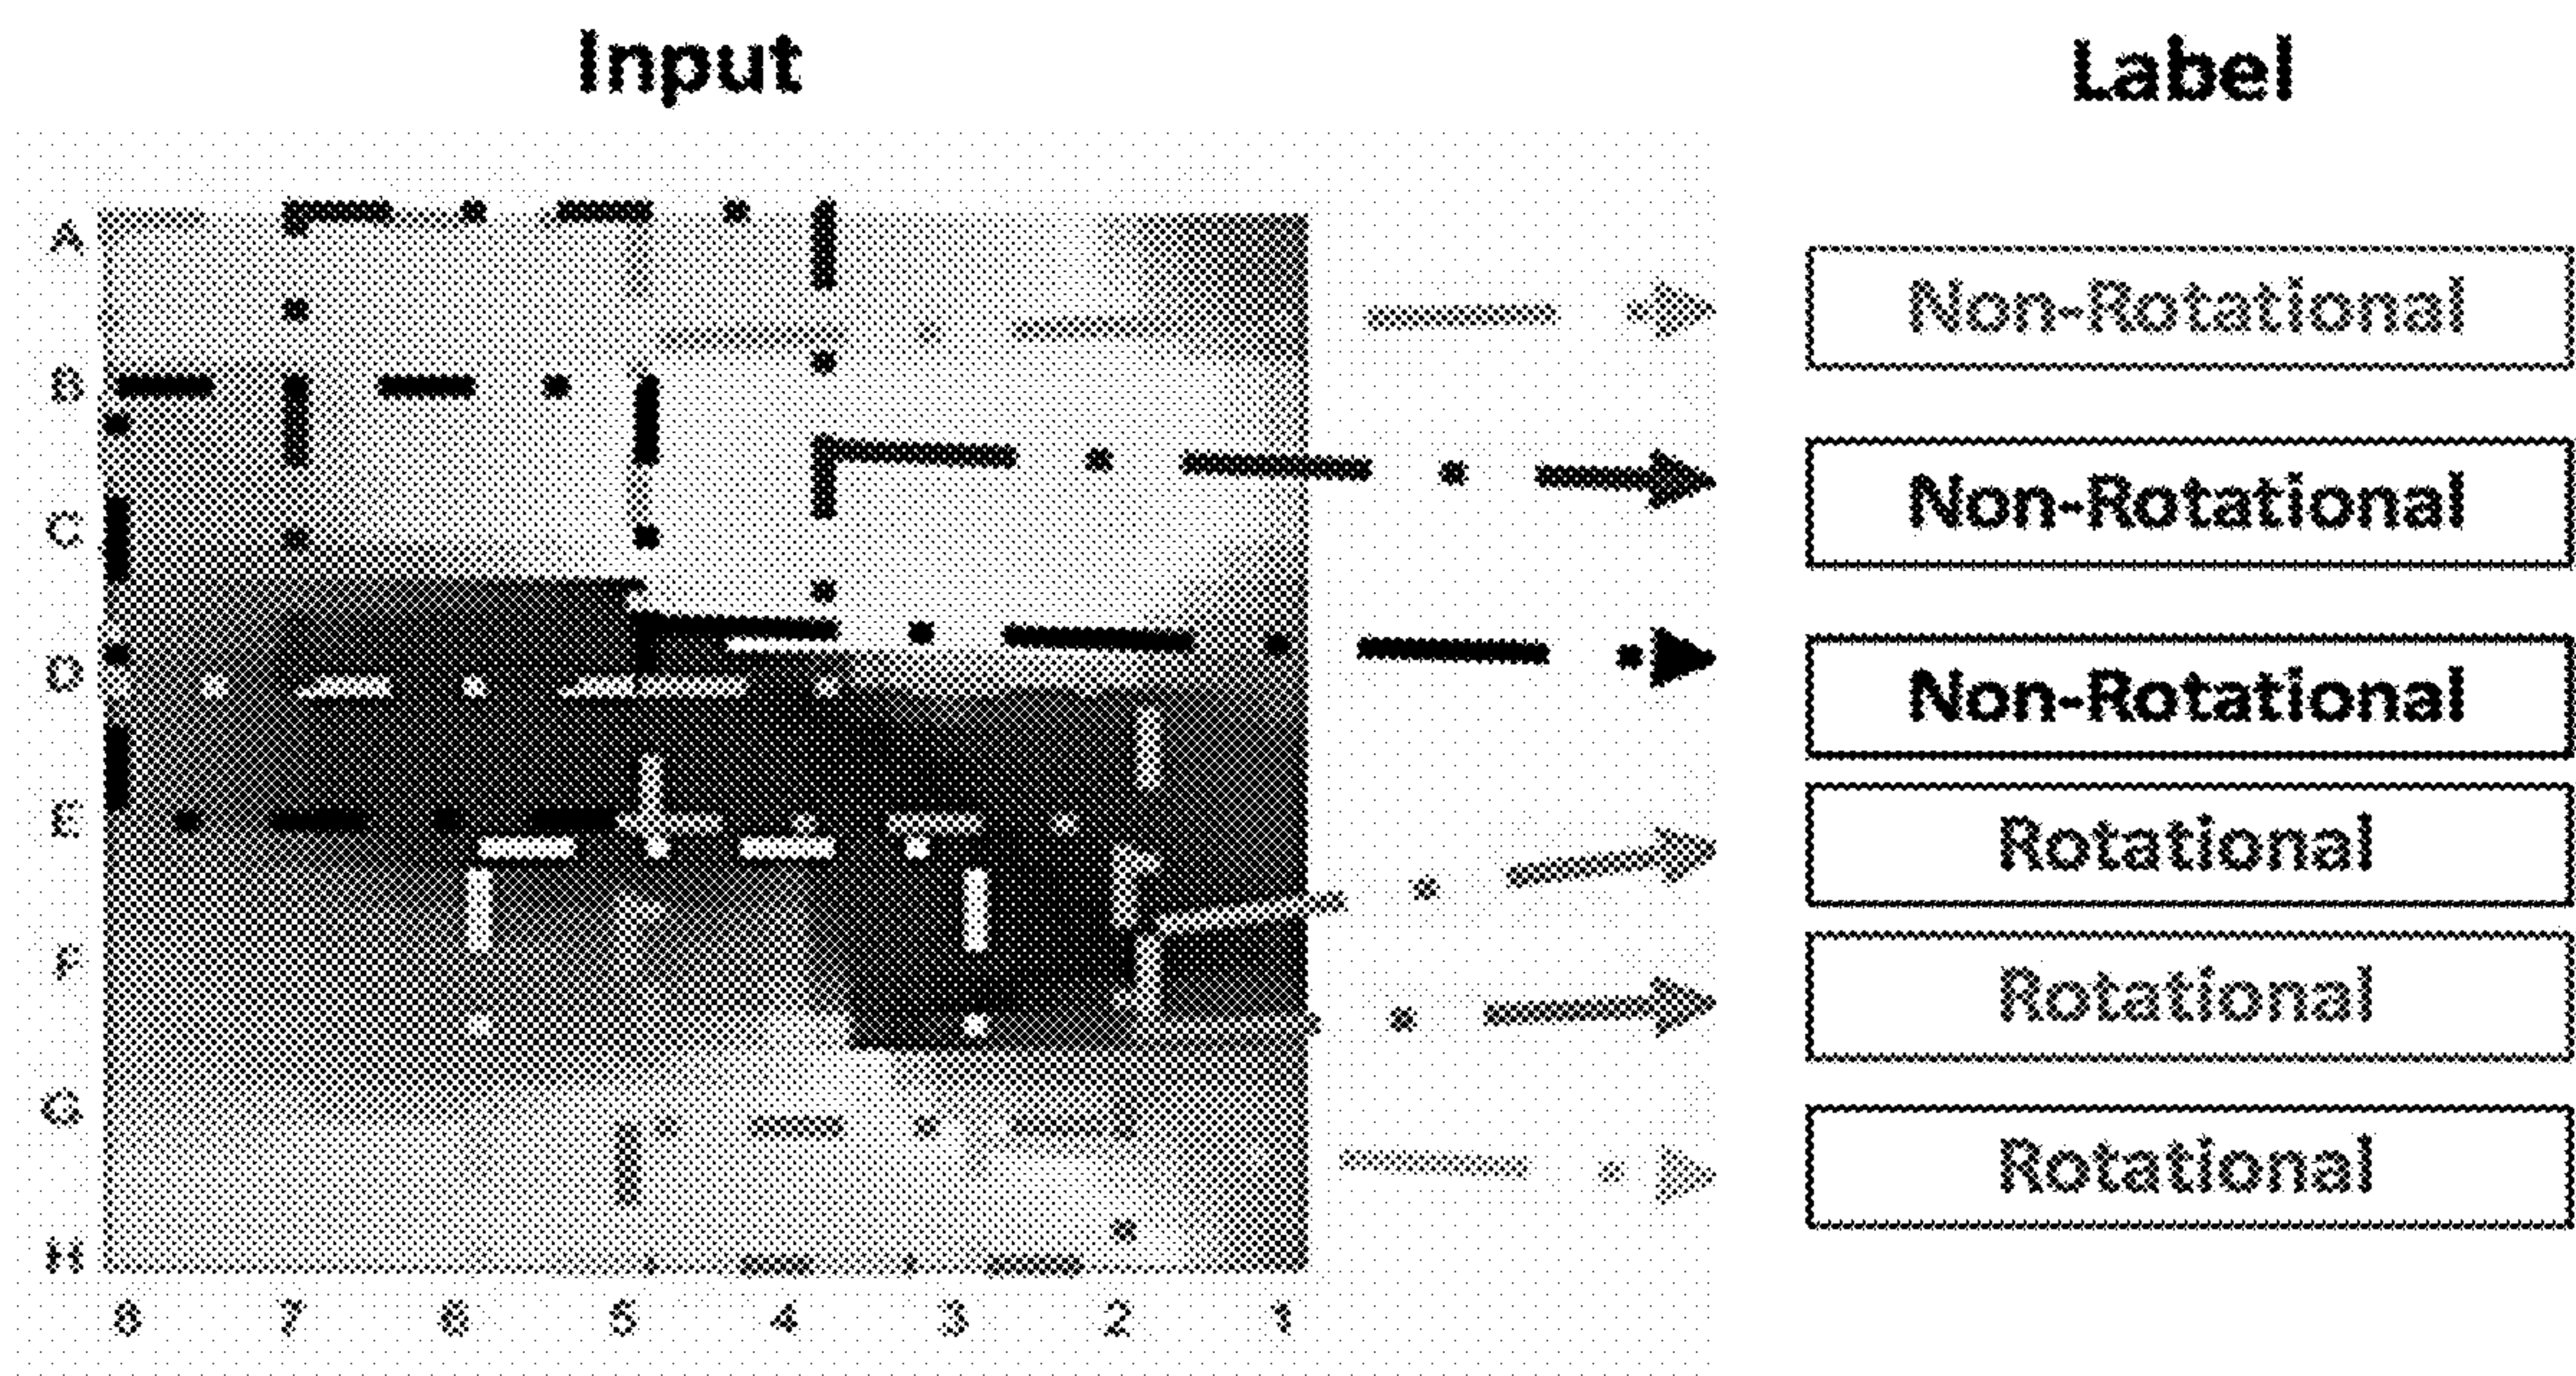 Input
Label
A
B
C
D
E
F
G
H
8 7 6 5 4 3 2 1
Non-Rotational
Non-Rotational
Non-Rotational
Rotational
Rotational
Rotational